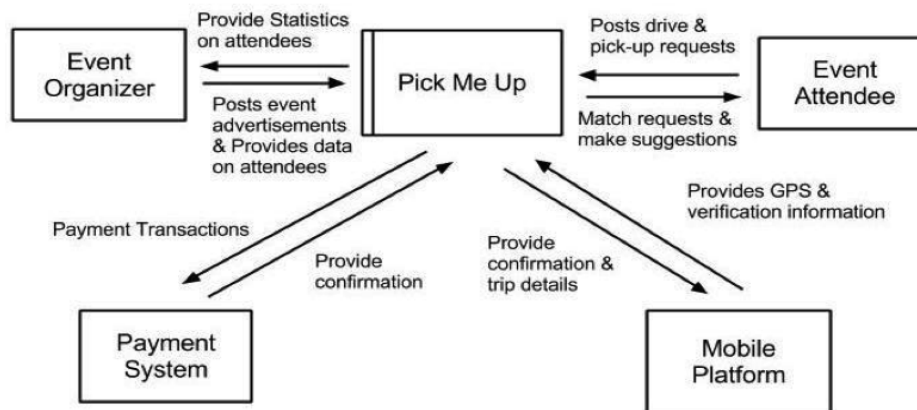 Provide Statistics
on attendees
Event
Organizer
Posts event
advertisements
& Provides data
on attendees
Pick Me Up
Posts drive &
pick-up requests
Event
Attendee
Match requests &
make suggestions
Payment Transactions
Provide
confirmation
Provide
confirmation &
trip details
Provides GPS &
verification information
Payment
System
Mobile
Platform